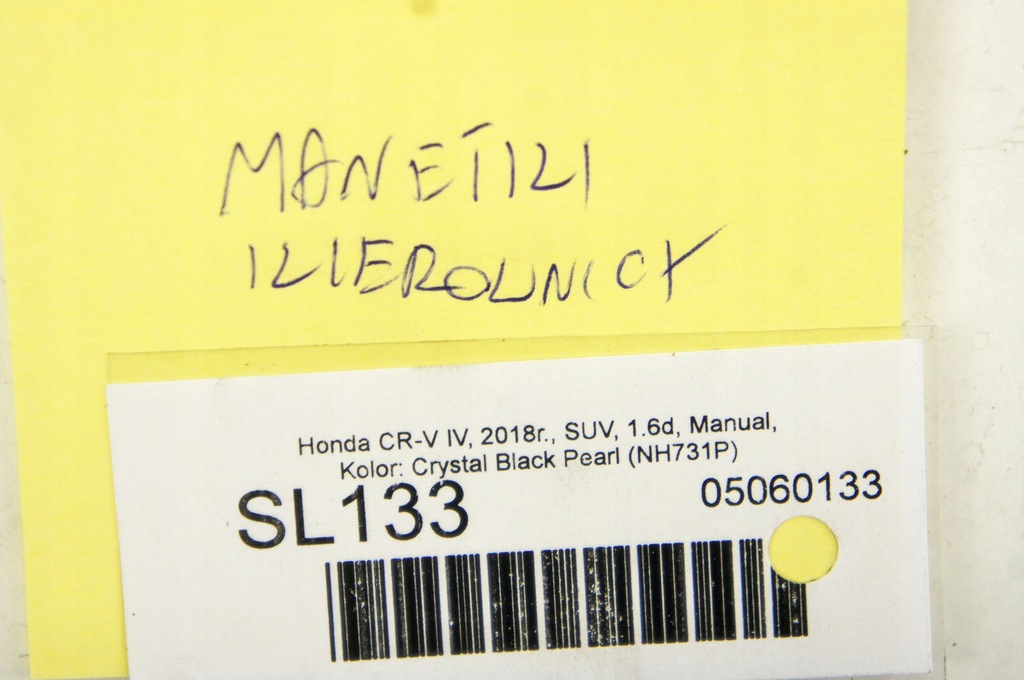 MANETKI
KIEROWNICY
Honda CR-V IV, 2018r., SUV, 1.6d, Manual,
Kolor: Crystal Black Pearl (NH731P)
SL133
05060133